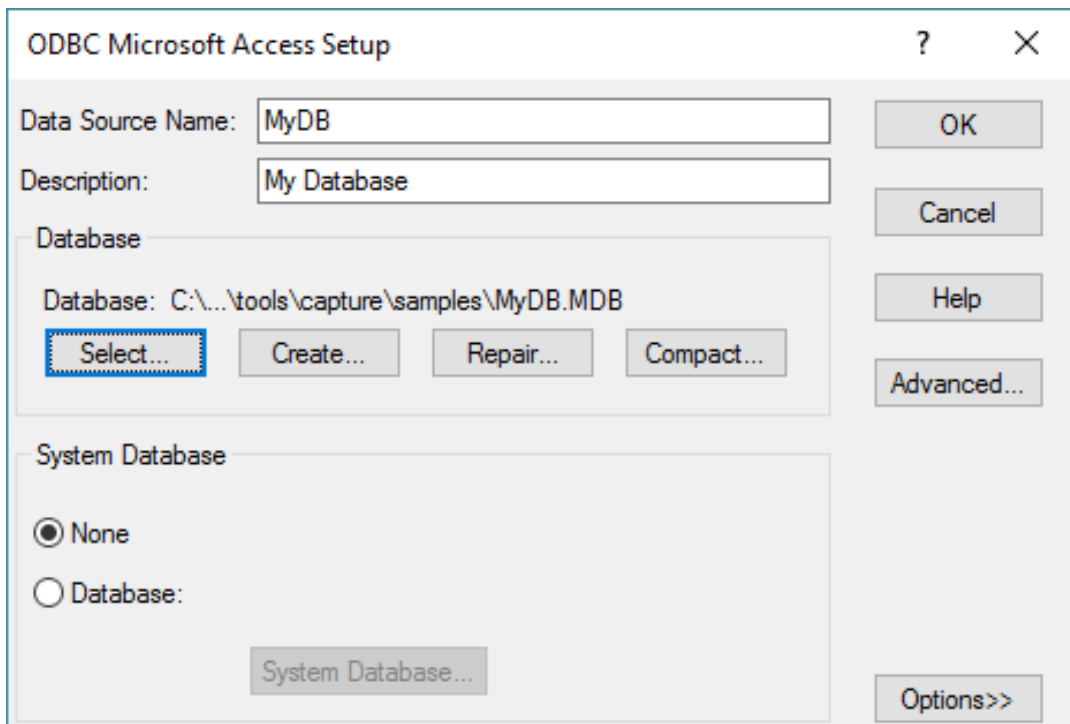 ODBC Microsoft Access Setup
?
Data Source Name: MyDB
OK
Description: My Database
Cancel
Database
Database: C:\...\tools\capture\samples\MyDB.MDB
Help
Select... Create... Repair... Compact...
Advanced...
System Database
None
Database:
System Database...
Options>>